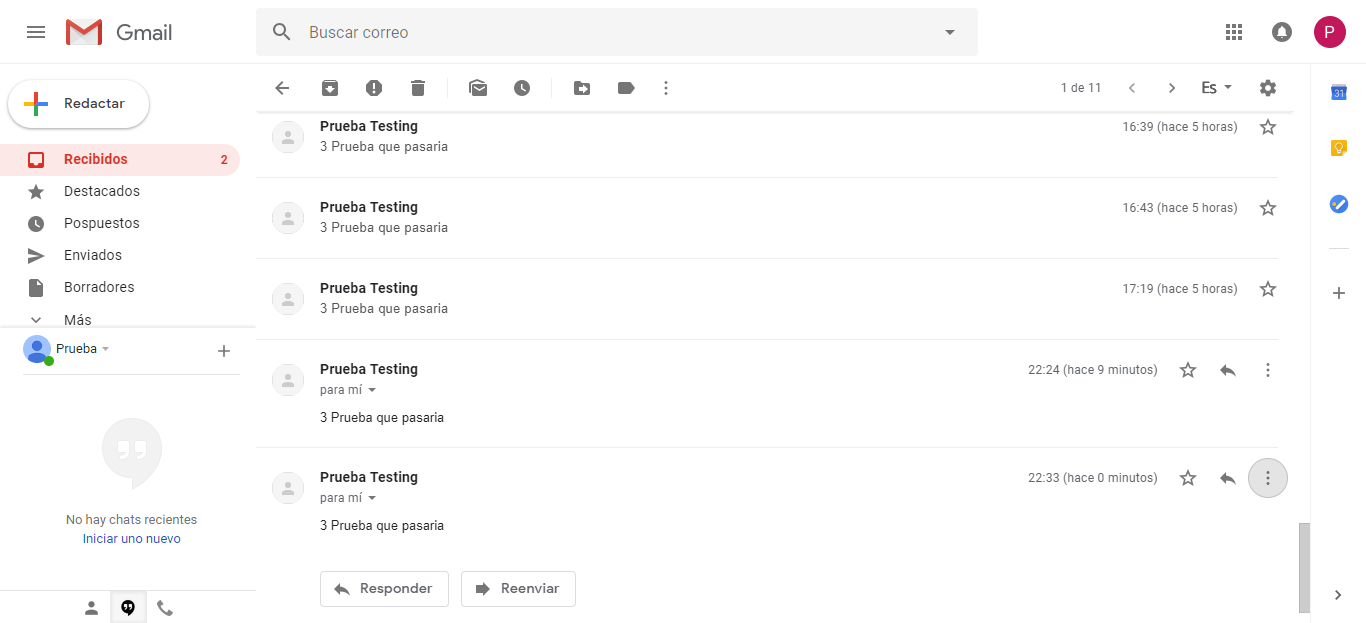 Gmail
Buscar correo
P
Redactar
1 de 11
Es
31
Recibidos 2
Destacados
Pospuestos
Enviados
Borradores
Más
Prueba
No hay chats recientes
Iniciar uno nuevo
Prueba Testing 16:39 (hace 5 horas)
3 Prueba que pasaria
Prueba Testing 16:43 (hace 5 horas)
3 Prueba que pasaria
Prueba Testing 17:19 (hace 5 horas)
3 Prueba que pasaria
Prueba Testing 22:24 (hace 9 minutos)
para mí
3 Prueba que pasaria
Prueba Testing 22:33 (hace 0 minutos)
para mí
3 Prueba que pasaria
Responder Reenviar